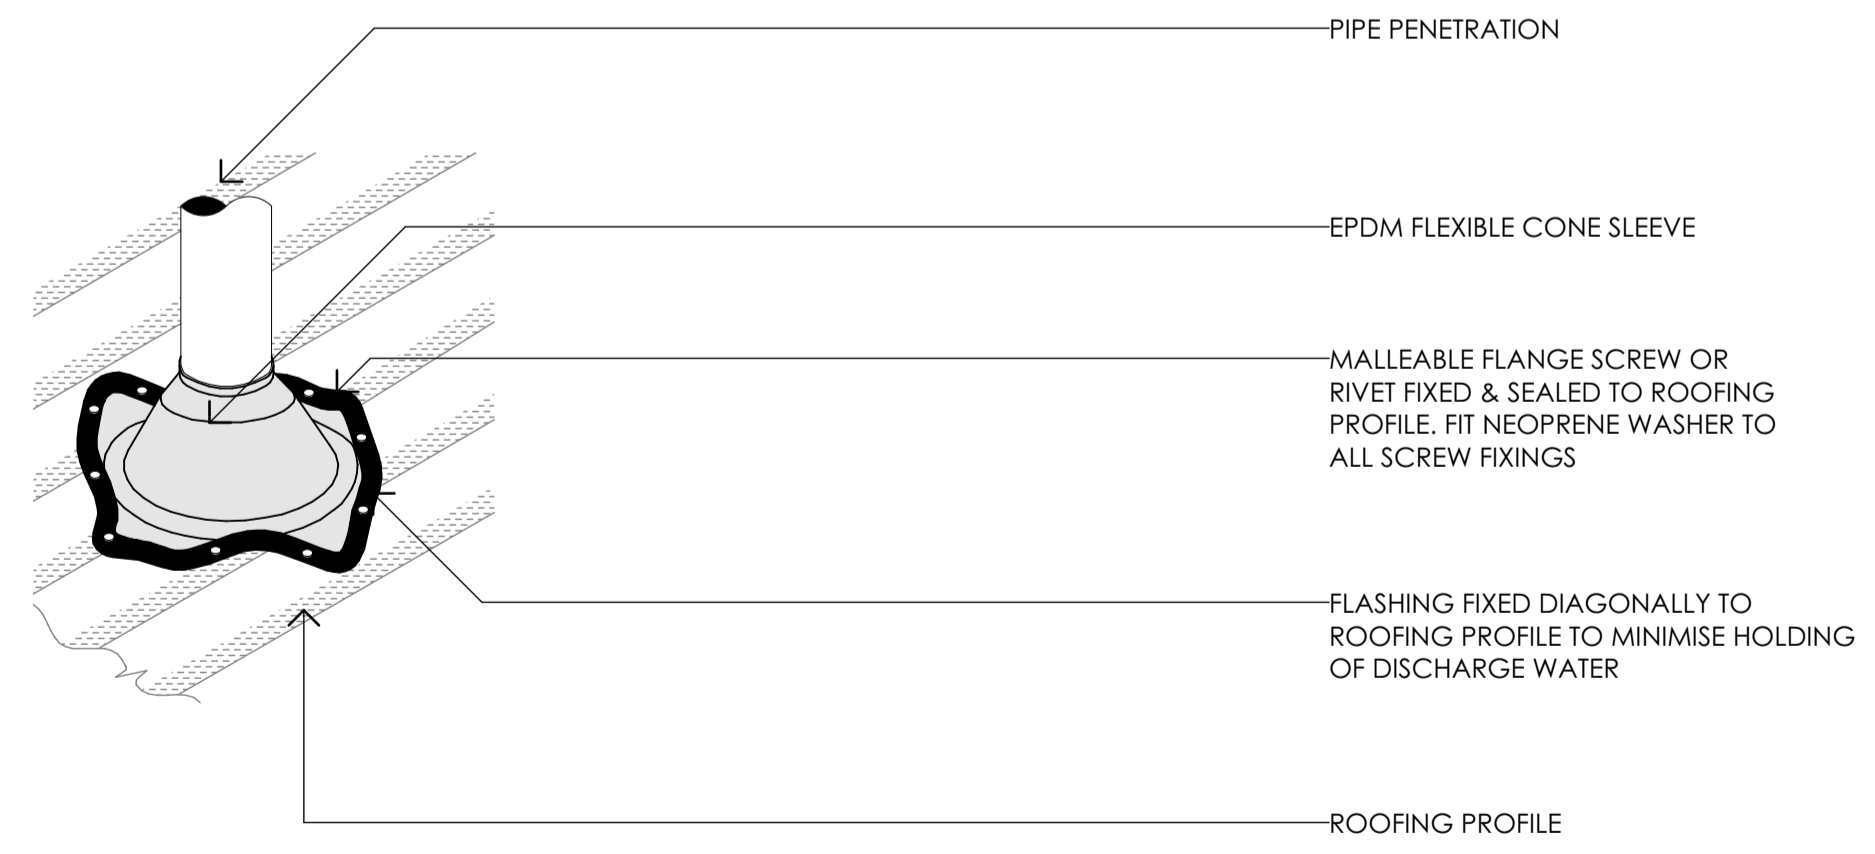 PIPE PENETRATION
EPDM FLEXIBLE CONE SLEEVE
MALLEABLE FLANGE SCREW OR
RIVET FIXED & SEALED TO ROOFING
PROFILE. FIT NEOPRENE WASHER TO
ALL SCREW FIXINGS
FLASHING FIXED DIAGONALLY TO
ROOFING PROFILE TO MINIMISE HOLDING
OF DISCHARGE WATER
ROOFING PROFILE